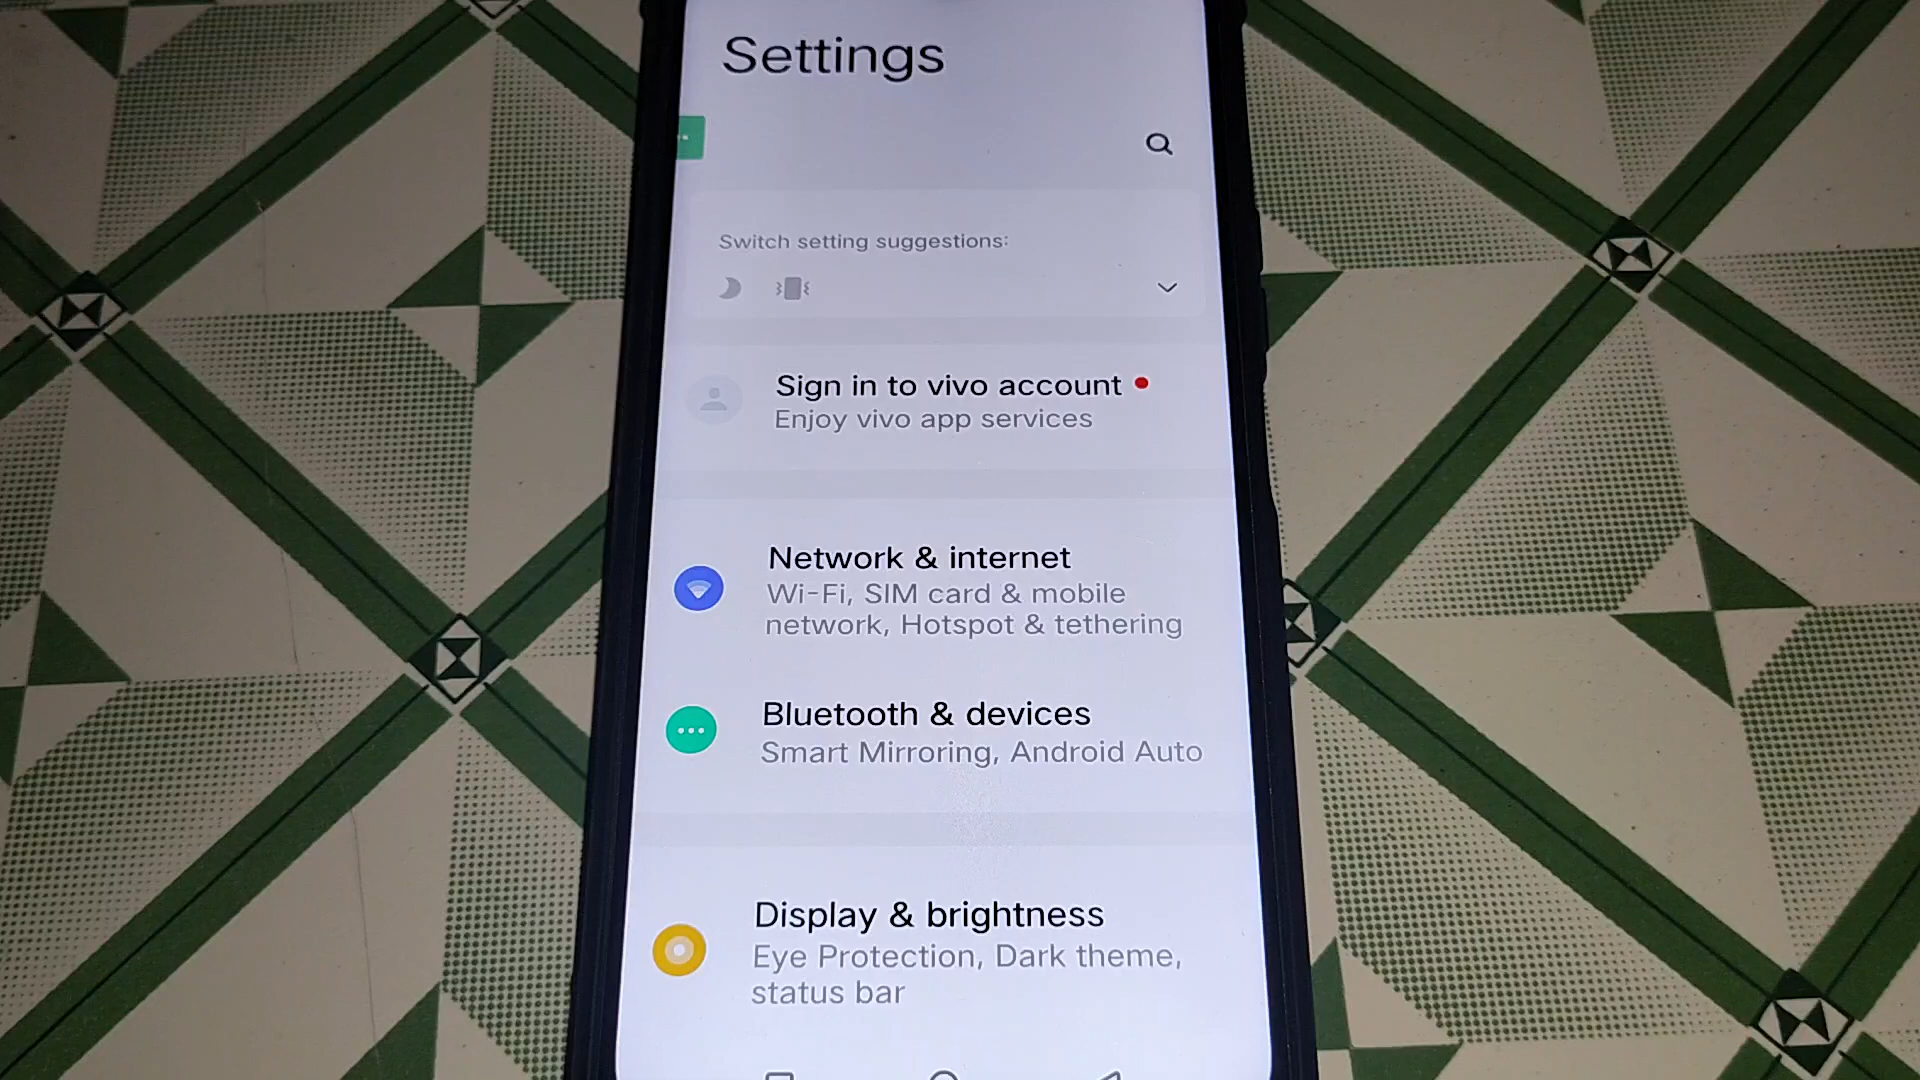 Settings
Switch setting suggestions:
Sign in to vivo account
Enjoy vivo app services
Network & internet
Wi-Fi, SIM card & mobile
network, Hotspot & tethering
Bluetooth & devices
Smart Mirroring, Android Auto
Display & brightness
Eye Protection, Dark theme,
status bar